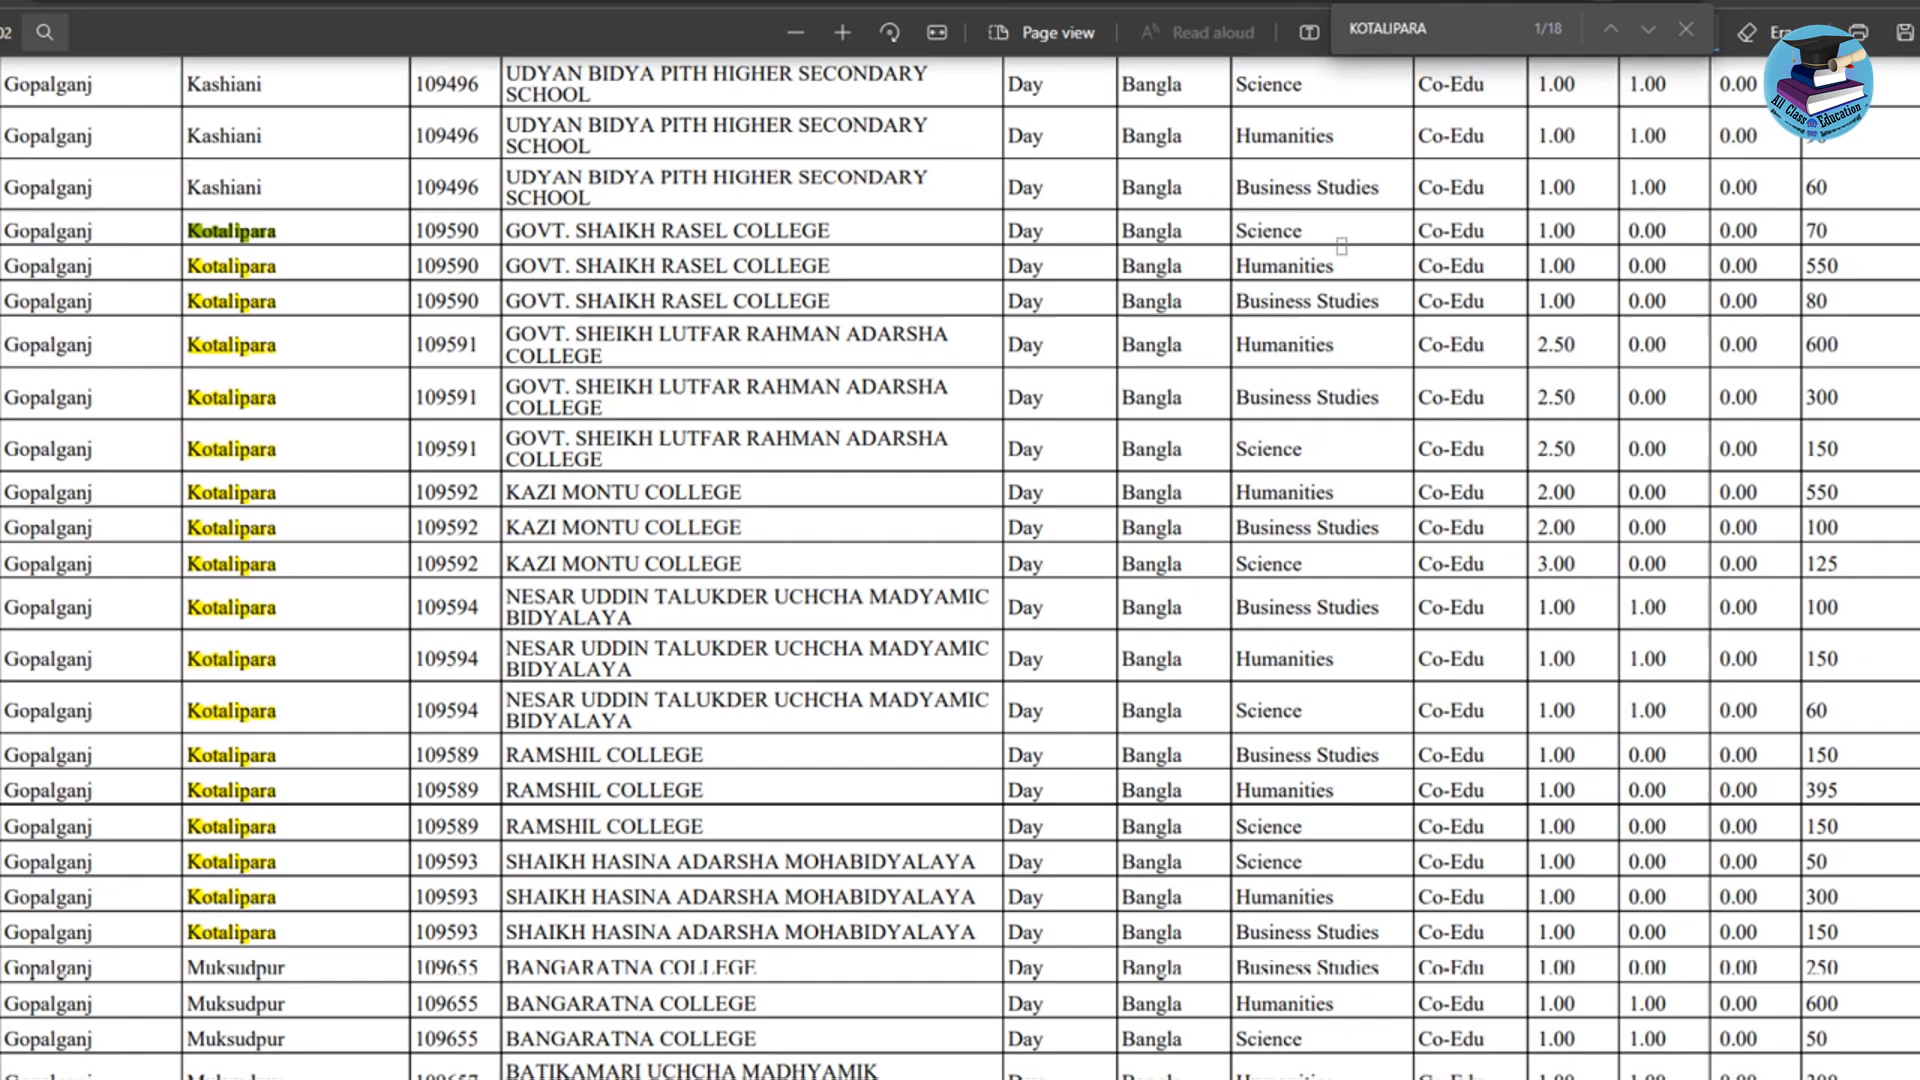 02 Page view Read aloud KOTALIPARA 1/18
All Class Education
Gopalganj Kashiani 109496 UDYAN BIDYA PITH HIGHER SECONDARY SCHOOL Day Bangla Science Co-Edu 1.00 1.00 0.00
Gopalganj Kashiani 109496 UDYAN BIDYA PITH HIGHER SECONDARY SCHOOL Day Bangla Humanities Co-Edu 1.00 1.00 0.00
Gopalganj Kashiani 109496 UDYAN BIDYA PITH HIGHER SECONDARY SCHOOL Day Bangla Business Studies Co-Edu 1.00 1.00 0.00 60
Gopalganj Kotalipara 109590 GOVT. SHAIKH RASEL COLLEGE Day Bangla Science Co-Edu 1.00 0.00 0.00 70
Gopalganj Kotalipara 109590 GOVT. SHAIKH RASEL COLLEGE Day Bangla Humanities Co-Edu 1.00 0.00 0.00 550
Gopalganj Kotalipara 109590 GOVT. SHAIKH RASEL COLLEGE Day Bangla Business Studies Co-Edu 1.00 0.00 0.00 80
Gopalganj Kotalipara 109591 GOVT. SHEIKH LUTFAR RAHMAN ADARSHA COLLEGE Day Bangla Humanities Co-Edu 2.50 0.00 0.00 600
Gopalganj Kotalipara 109591 GOVT. SHEIKH LUTFAR RAHMAN ADARSHA COLLEGE Day Bangla Business Studies Co-Edu 2.50 0.00 0.00 300
Gopalganj Kotalipara 109591 GOVT. SHEIKH LUTFAR RAHMAN ADARSHA COLLEGE Day Bangla Science Co-Edu 2.50 0.00 0.00 150
Gopalganj Kotalipara 109592 KAZI MONTU COLLEGE Day Bangla Humanities Co-Edu 2.00 0.00 0.00 550
Gopalganj Kotalipara 109592 KAZI MONTU COLLEGE Day Bangla Business Studies Co-Edu 2.00 0.00 0.00 100
Gopalganj Kotalipara 109592 KAZI MONTU COLLEGE Day Bangla Science Co-Edu 3.00 0.00 0.00 125
Gopalganj Kotalipara 109594 NESAR UDDIN TALUKDER UCHCHA MADYAMIC BIDYALAYA Day Bangla Business Studies Co-Edu 1.00 1.00 0.00 100
Gopalganj Kotalipara 109594 NESAR UDDIN TALUKDER UCHCHA MADYAMIC BIDYALAYA Day Bangla Humanities Co-Edu 1.00 1.00 0.00 150
Gopalganj Kotalipara 109594 NESAR UDDIN TALUKDER UCHCHA MADYAMIC BIDYALAYA Day Bangla Science Co-Edu 1.00 1.00 0.00 60
Gopalganj Kotalipara 109589 RAMSHIL COLLEGE Day Bangla Business Studies Co-Edu 1.00 0.00 0.00 150
Gopalganj Kotalipara 109589 RAMSHIL COLLEGE Day Bangla Humanities Co-Edu 1.00 0.00 0.00 395
Gopalganj Kotalipara 109589 RAMSHIL COLLEGE Day Bangla Science Co-Edu 1.00 0.00 0.00 150
Gopalganj Kotalipara 109593 SHAIKH HASINA ADARSHA MOHABIDYALAYA Day Bangla Science Co-Edu 1.00 0.00 0.00 50
Gopalganj Kotalipara 109593 SHAIKH HASINA ADARSHA MOHABIDYALAYA Day Bangla Humanities Co-Edu 1.00 0.00 0.00 300
Gopalganj Kotalipara 109593 SHAIKH HASINA ADARSHA MOHABIDYALAYA Day Bangla Business Studies Co-Edu 1.00 0.00 0.00 150
Gopalganj Muksudpur 109655 BANGARATNA COLLEGE Day Bangla Business Studies Co-Edu 1.00 0.00 0.00 250
Gopalganj Muksudpur 109655 BANGARATNA COLLEGE Day Bangla Humanities Co-Edu 1.00 1.00 0.00 600
Gopalganj Muksudpur 109655 BANGARATNA COLLEGE Day Bangla Science Co-Edu 1.00 1.00 0.00 50
BATIKAMARI UCHCHA MADHYAMIK